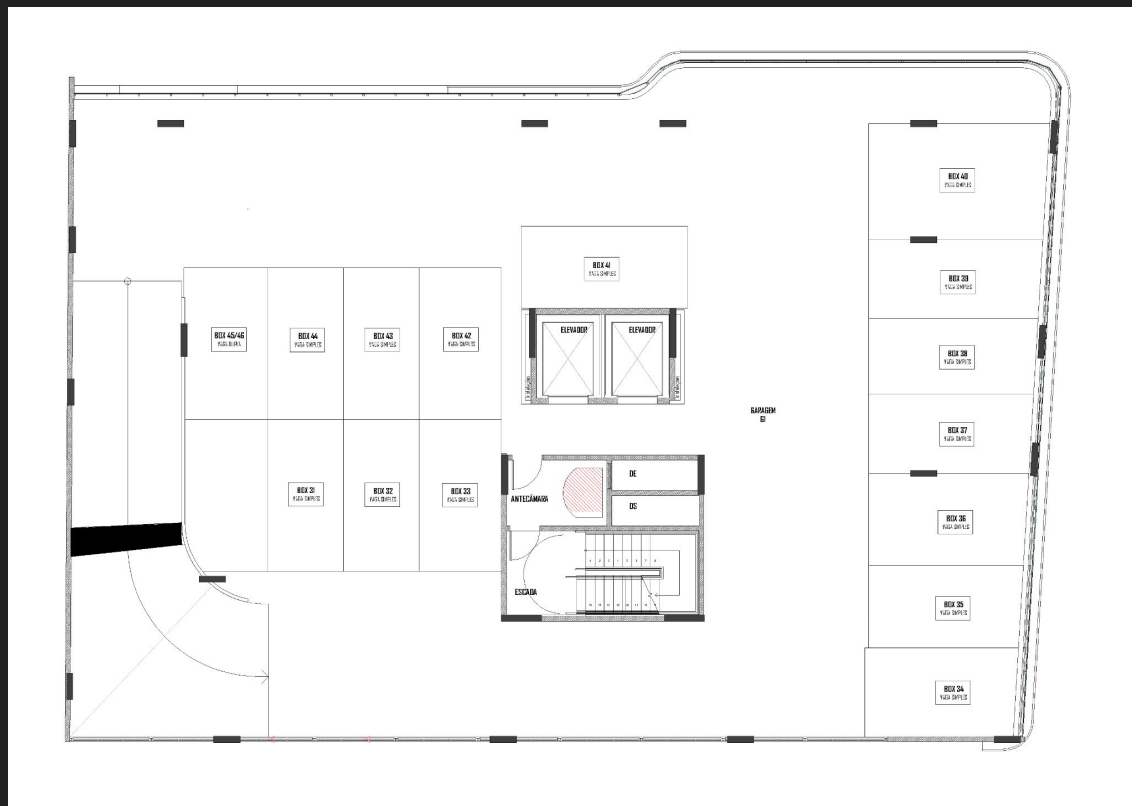 BOX 40
VAGA SIMPLES
BOX 41
VAGA SIMPLES
BOX 39
VAGA SIMPLES
BOX 45/46
VAGA DUPLA
BOX 44
VAGA SIMPLES
BOX 43
VAGA SIMPLES
BOX 42
VAGA SIMPLES
ELEVADOR
ELEVADOR
BOX 38
VAGA SIMPLES
GARAGEM
G1
BOX 37
VAGA SIMPLES
BOX 31
VAGA SIMPLES
BOX 32
VAGA SIMPLES
BOX 33
VAGA SIMPLES
ANTECÂMARA
DE
DS
BOX 36
VAGA SIMPLES
ESCADA
BOX 35
VAGA SIMPLES
BOX 34
VAGA SIMPLES